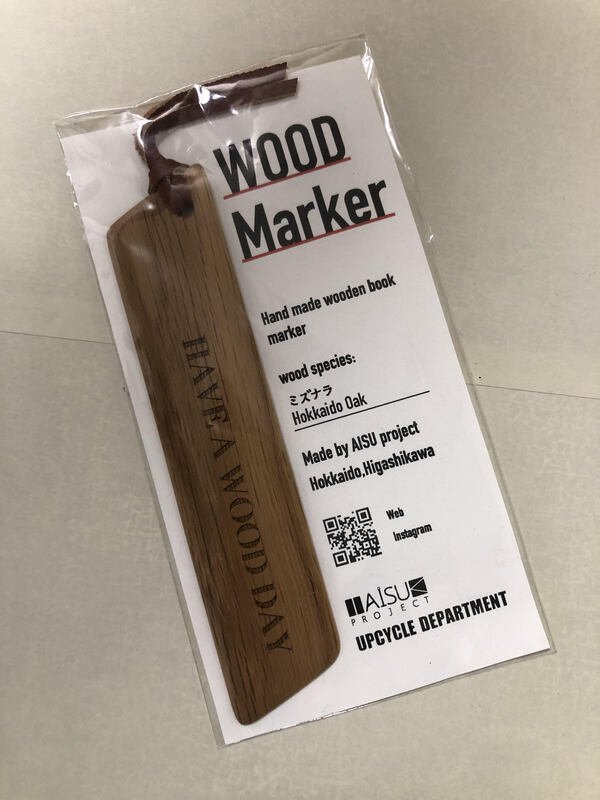 WOOD
Marker
Hand made wooden book
marker
wood species:
ミズナラ
Hokkaido Oak
Made by AISU project
Hokkaido,Higashikawa
Web
Instagram
AISU
PROJECT
UPCYCLE DEPARTMENT
HAVE A WOOD DAY